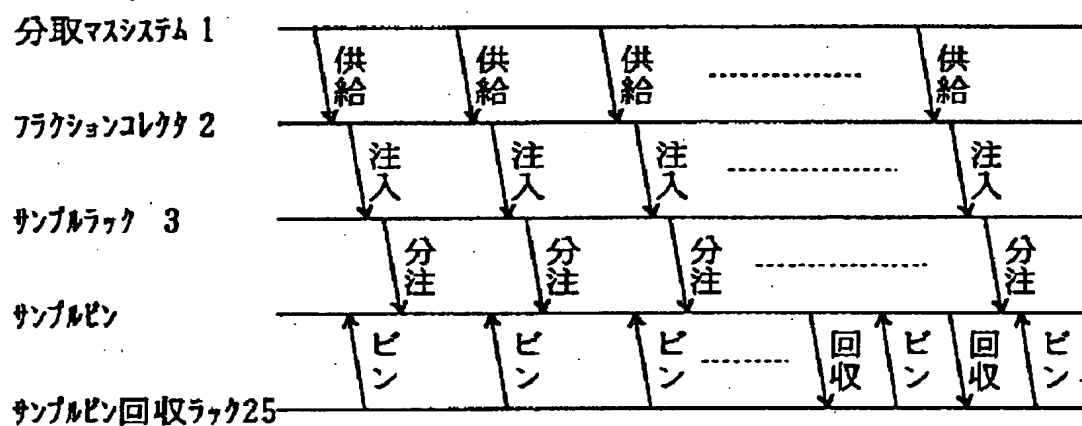 分取マスシステム 1
供給 供給 供給 供給
フラクションコレクタ 2
注入 注入 注入 注入
サンプルラック 3
分注 分注 分注 分注
サンプルビン
ビン ビン ビン 回収 ビン 回収 ビン
サンプルビン回収ラック25